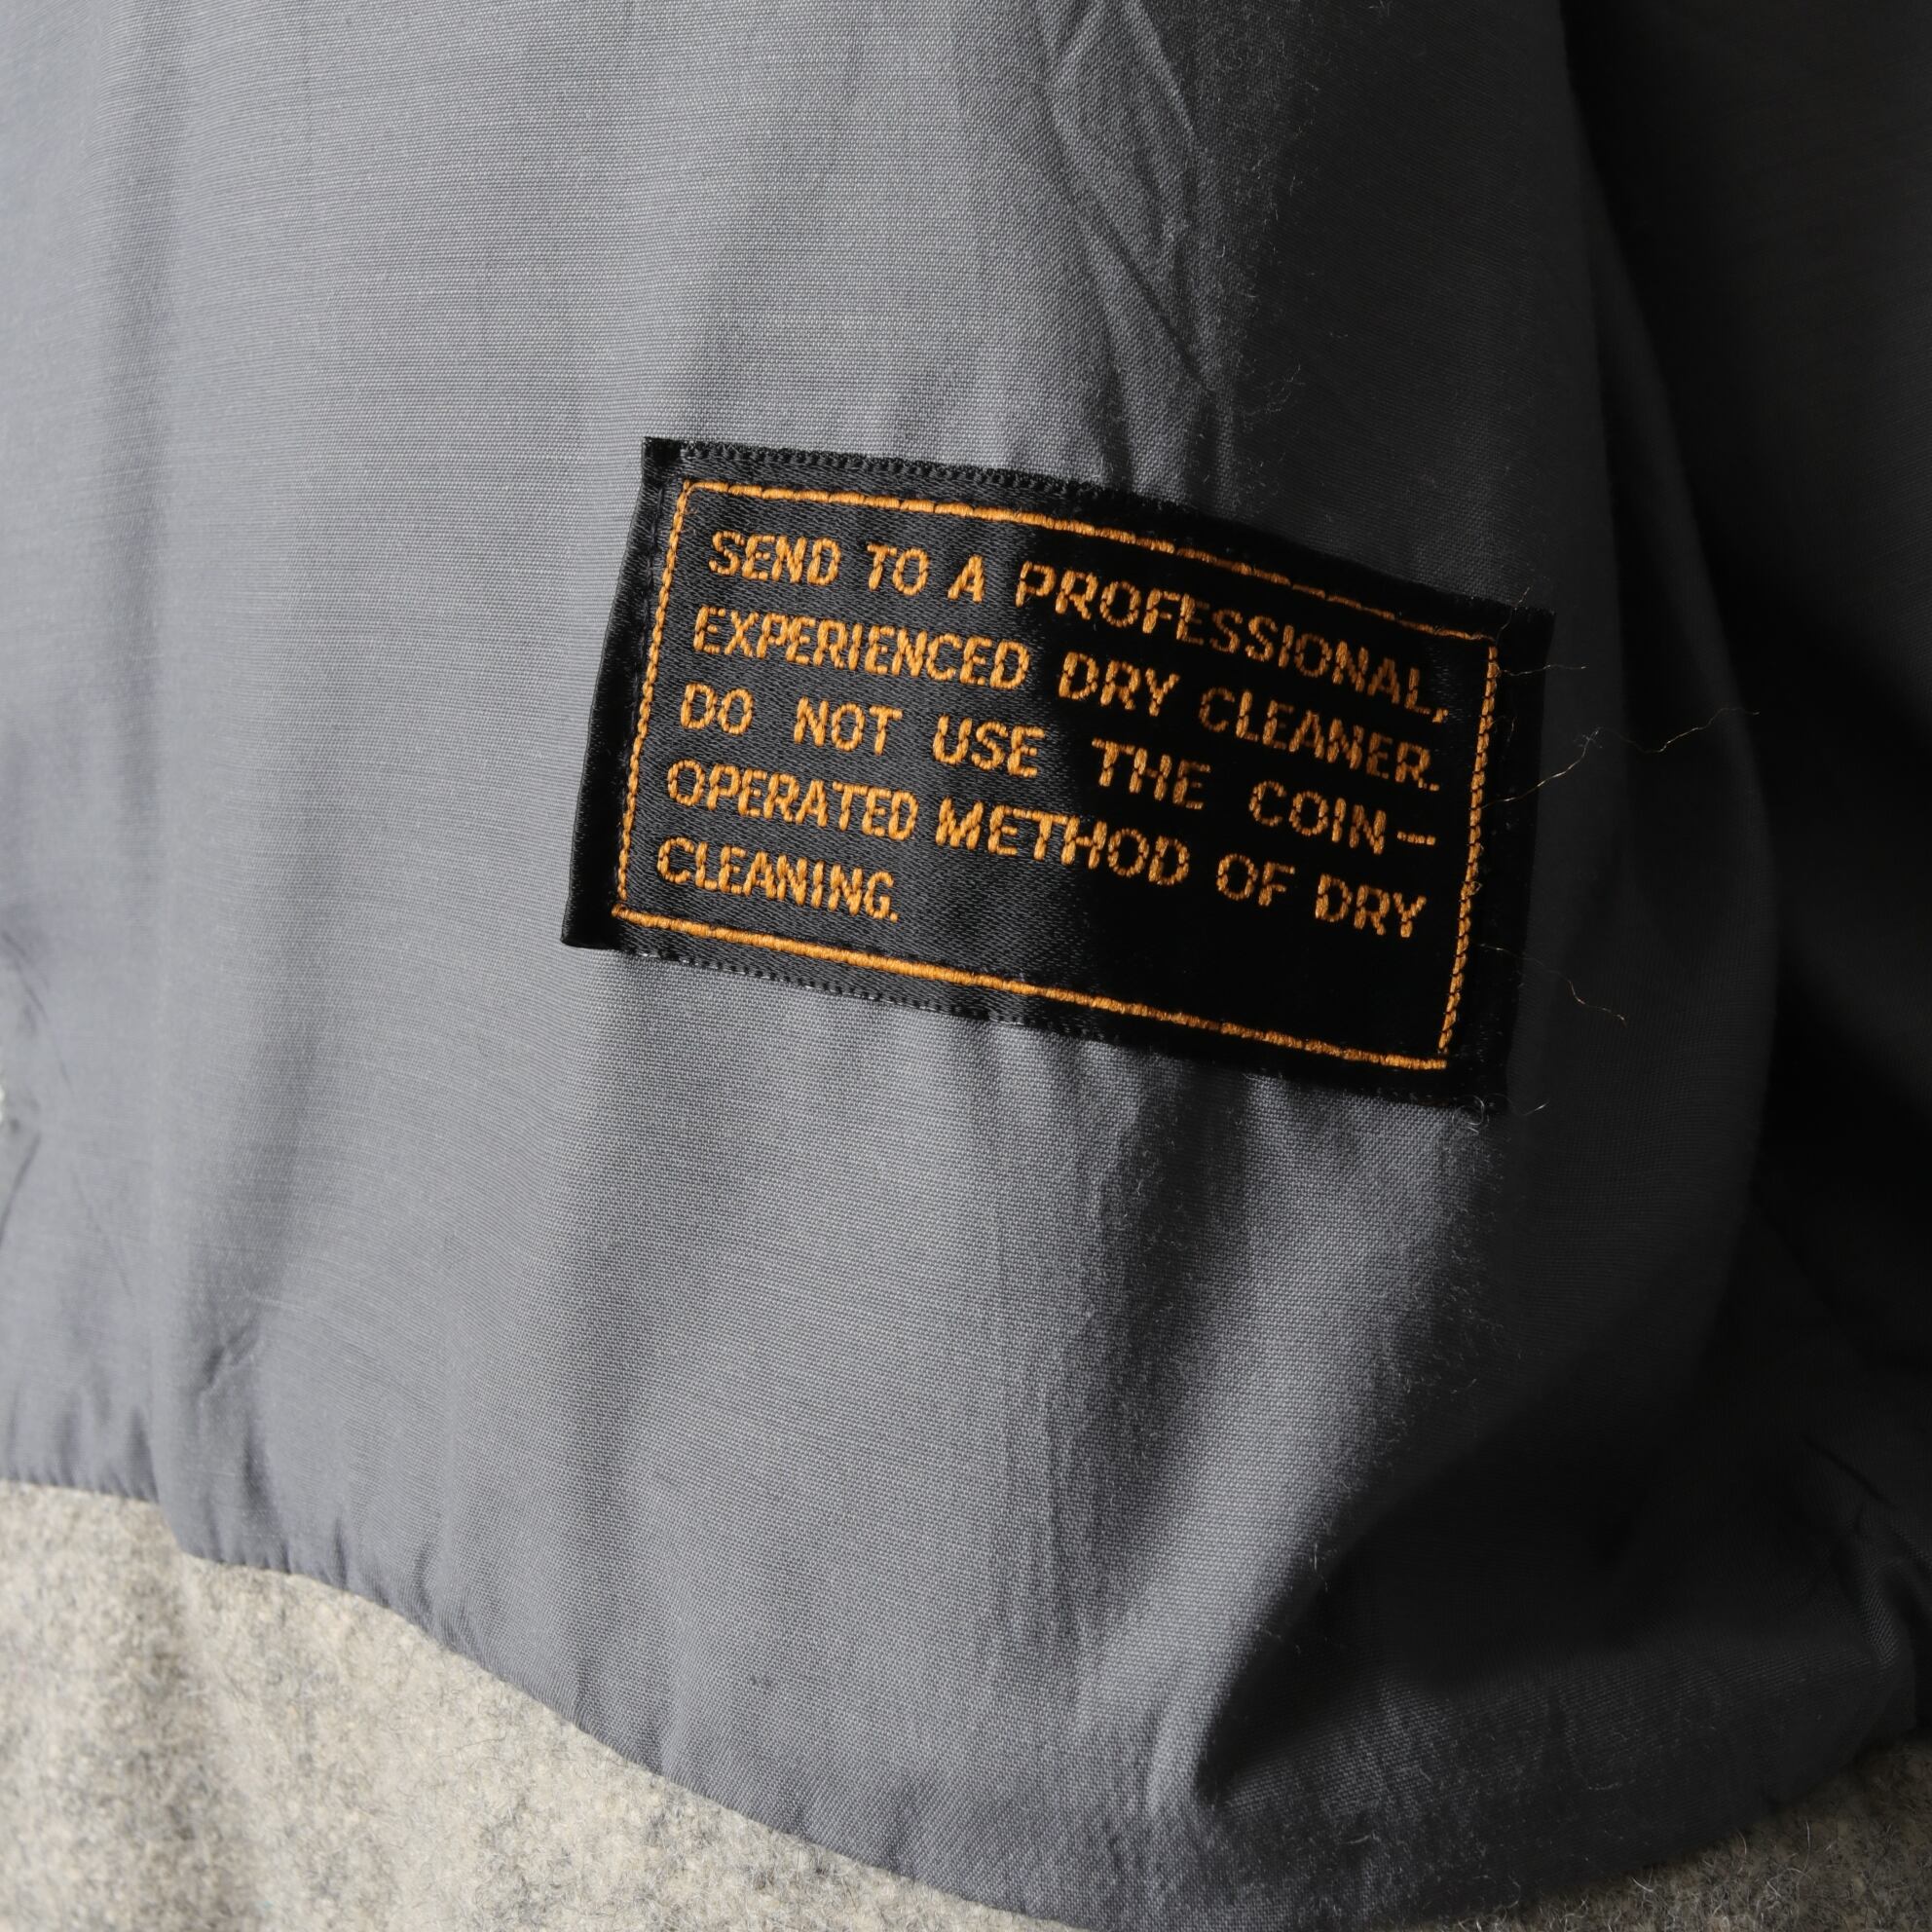 SEND TO A PROFESSIONAL,
EXPERIENCED DRY CLEANER.
DO NOT USE THE COIN-
OPERATED METHOD OF DRY
CLEANING.